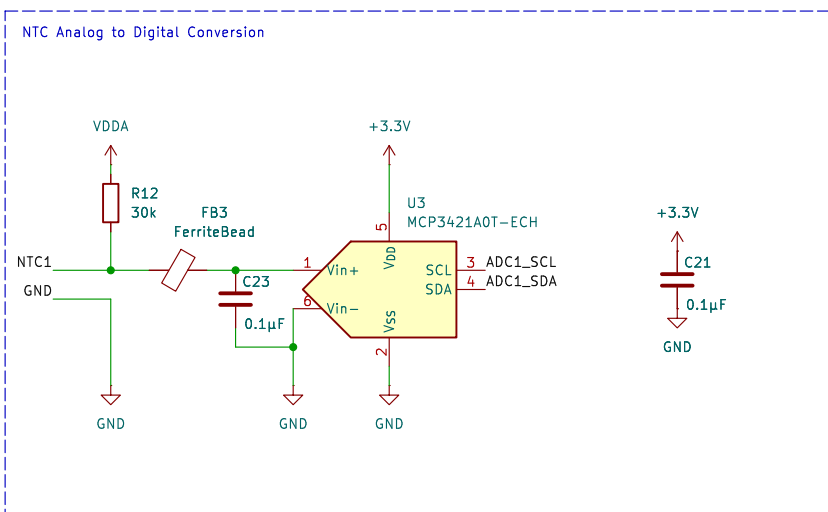 NTC Analog to Digital Conversion
VDDA
+3.3V
R12
30k
FB3
FerriteBead
U3
MCP3421A0T-ECH
+3.3V
NTC1
GND
1
Vin+
C23
0.1µF
6
Vin-
5
VDD
VSS
2
SCL
3
ADC1_SCL
SDA
4
ADC1_SDA
C21
0.1µF
GND
GND
GND
GND